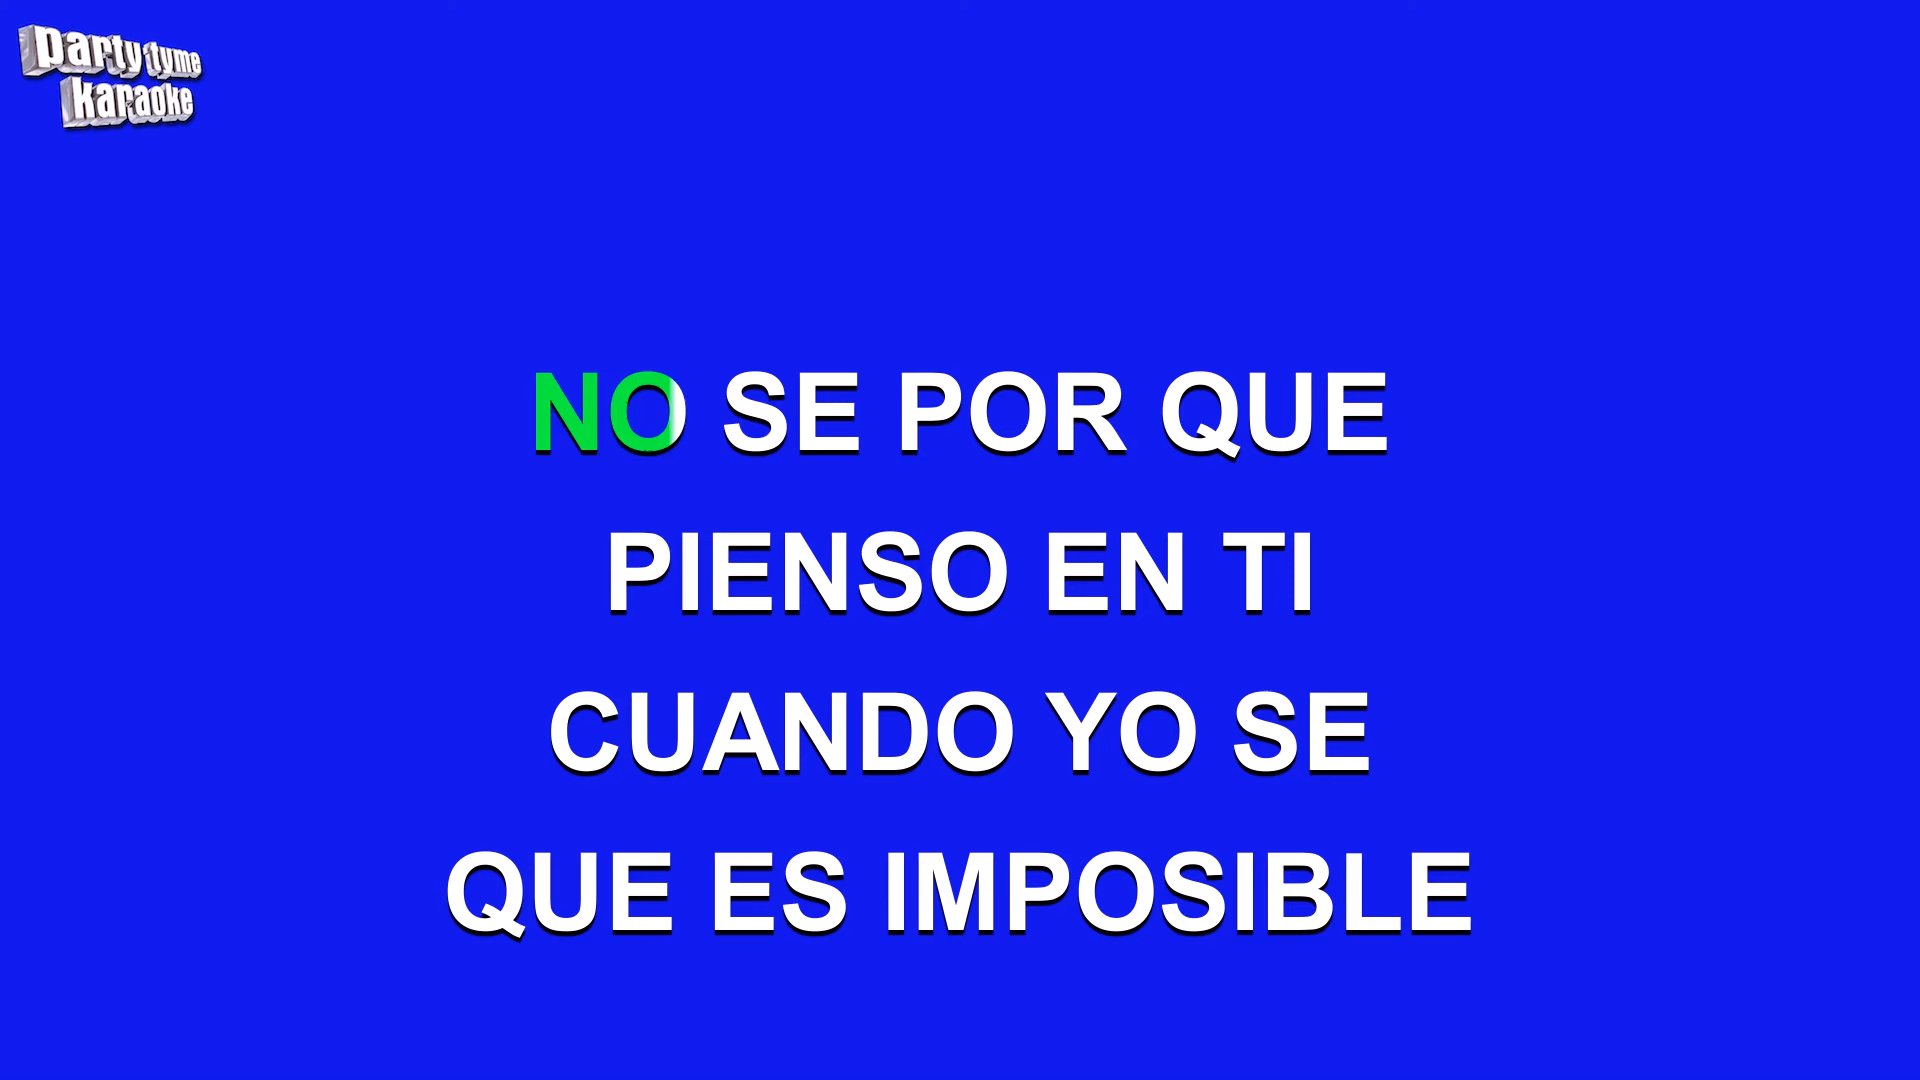 party tyme
karaoke
NO SE POR QUE
PIENSO EN TI
CUANDO YO SE
QUE ES IMPOSIBLE